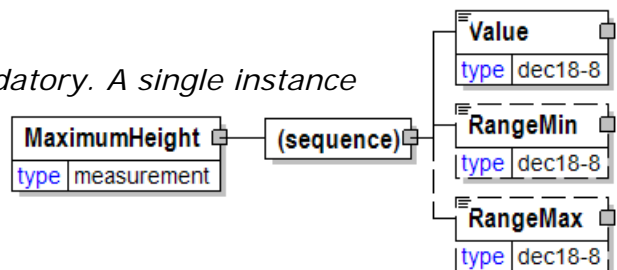 Value
type dec18-8
datory. A single instance
MaximumHeight (sequence) RangeMin
type measurement type dec18-8
RangeMax
type dec18-8